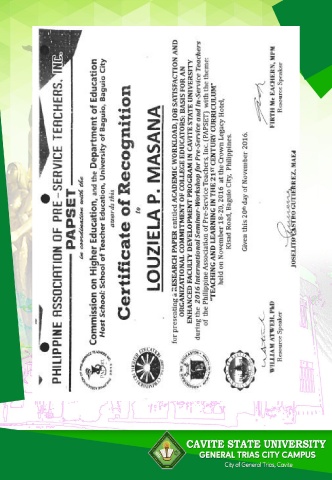 PHILIPPINE ASSOCIATION OF PRE-SERVICE TEACHERS, INC.
"PAPSET"
in coordination with the
Commission on Higher Education, and the Department of Education
Host School: School of Teacher Education, University of Baguio, Baguio City
Certificate of Recognition
awards this
to
LOUZIELA P. MASANA
for presenting a RESEARCH PAPER entitled ACADEMIC WORKLOAD, JOB SATISFACTION AND
ORGANIZATIONAL COMMITMENT OF COLLEGE EDUCATORS: BASIS FOR AN
ENHANCED FACULTY DEVELOPMENT PROGRAM IN CAVITE STATE UNIVERSITY
during the 2016 International Seminar Workshop for Pre-Service and In-Service Teachers
of the Philippine Association of Pre-Service Teachers, Inc. (PAPSET) with the theme:
"TEACHING AND LEARNING IN THE 21ST CENTURY CURRICULUM"
held on November 18-20, 2016 at the Crown Legacy Hotel,
Kisad Road, Baguio City, Philippines.
Given this 20th day of November 2016.
WILLIAM ATWEH, PhD
Resource Speaker
JOSELITO CASTRO GUTIERREZ, MAEd
FIRTH Mc EACHERN, MPM
Resource Speaker
CAVITE STATE UNIVERSITY
GENERAL TRIAS CITY CAMPUS
City of General Trias, Cavite